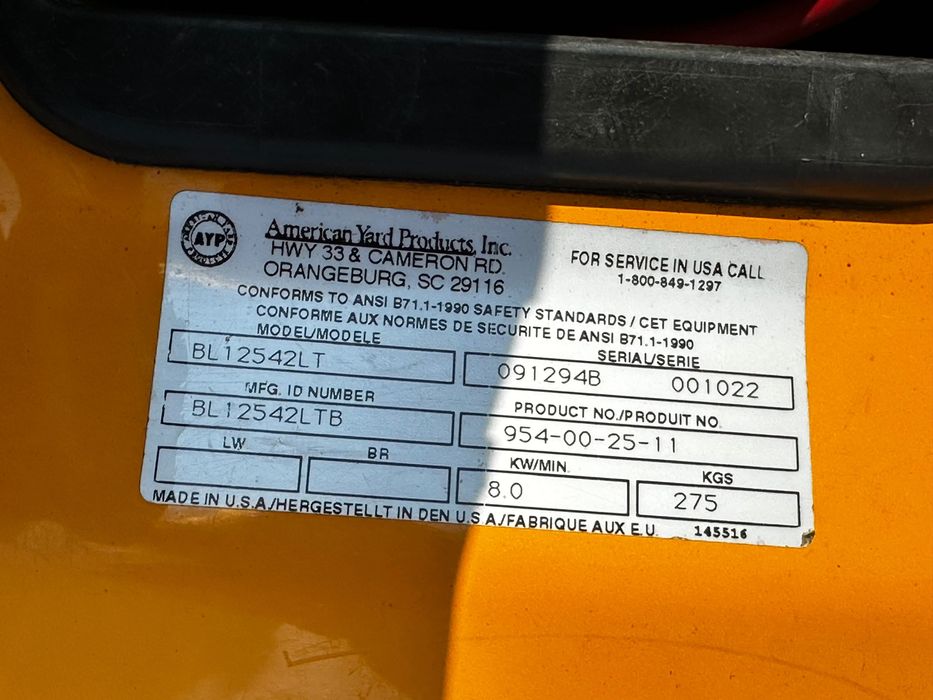 AMERICAN YARD PRODUCTS
AYP
American Yard Products, Inc.
HWY 33 & CAMERON RD.
ORANGEBURG, SC 29116
FOR SERVICE IN USA CALL
1-800-849-1297
CONFORMS TO ANSI B71.1-1990 SAFETY STANDARDS / CET EQUIPMENT
CONFORME AUX NORMES DE SECURITE DE ANSI B71.1-1990
MODEL/MODELE
BL12542LT
SERIAL/SERIE
091294B 001022
MFG. ID NUMBER
BL12542LTB
PRODUCT NO./PRODUIT NO.
954-00-25-11
LW
BR
KW/MIN.
8.0
KGS
275
MADE IN U.S.A./HERGESTELLT IN DEN U.S.A./FABRIQUE AUX E.U.
145516